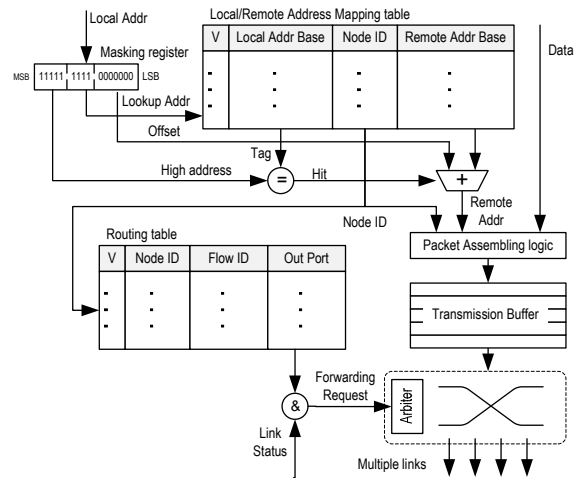 Local Addr
Local/Remote Address Mapping table
Masking register
V Local Addr Base Node ID Remote Addr Base
Data
MSB 11111 1111 0000000 LSB
Lookup Addr
Offset
Tag
High address
=
Hit
+
Remote
Addr
Node ID
Routing table
Packet Assembling logic
V Node ID Flow ID Out Port
Transmission Buffer
Forwarding
Request
&
Arbiter
Link
Status
Multiple links